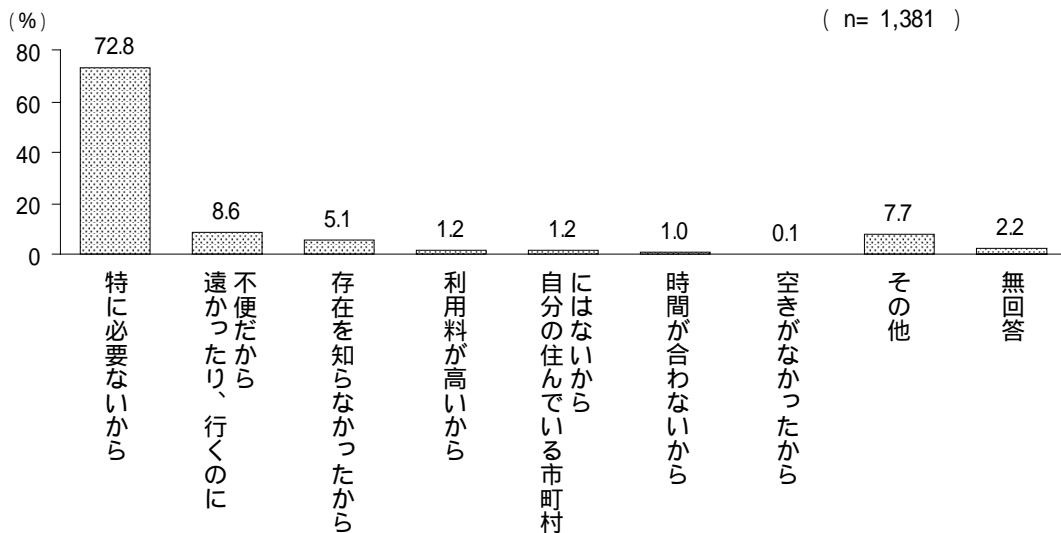 (%)
( n= 1,381 )
80
60
40
20
0
72.8
8.6
5.1
1.2
1.2
1.0
0.1
7.7
2.2
特に必要ないから
遠かったり、行くのに
不便だから
存在を知らなかったから
利用料が高いから
自分の住んでいる市町村
にはないから
時間が合わないから
空きがなかったから
その他
無回答